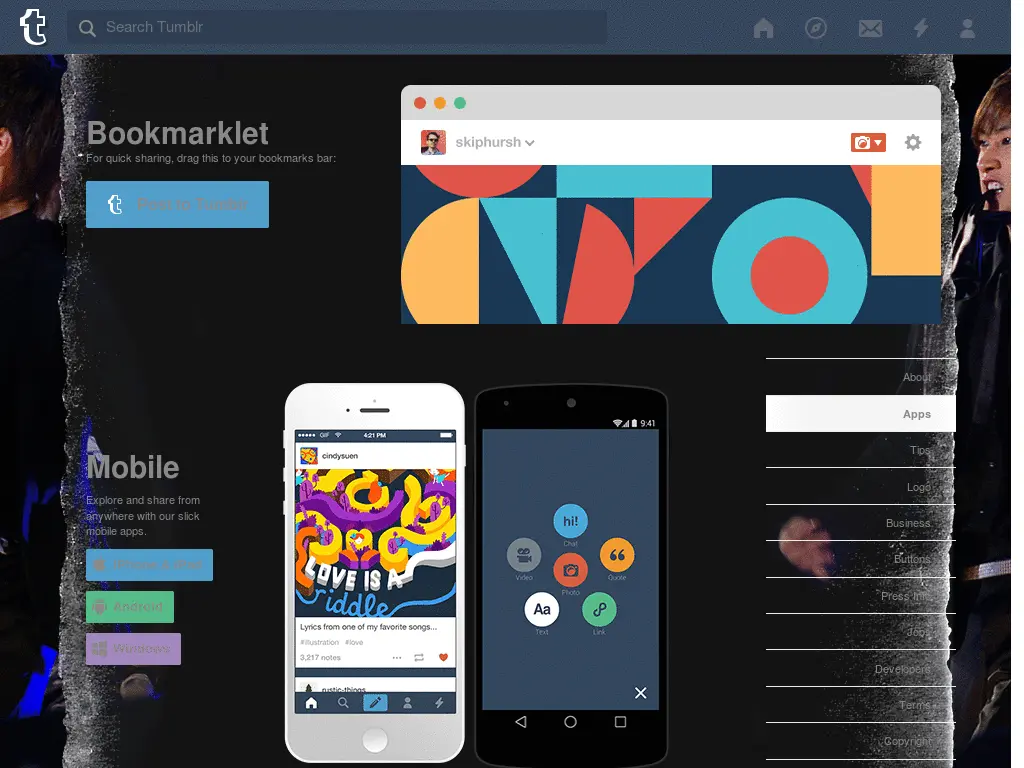 Search Tumblr
Bookmarklet
For quick sharing, drag this to your bookmarks bar:
Post to Tumblr
skiphursh
About
Apps
Tips
Logo
Business
Buttons
Press Info
Jobs
Developers
Terms
Copyright
Mobile
Explore and share from
anywhere with our slick
mobile apps.
Android
Windows
GIF
4:21 PM
cindysuen
LOVE IS A
riddle
Lyrics from one of my favorite songs...
#illustration #love
3,217 notes
rustic-things
9:41
hi!
Chat
Video
Photo
Quote
Aa
Text
Link